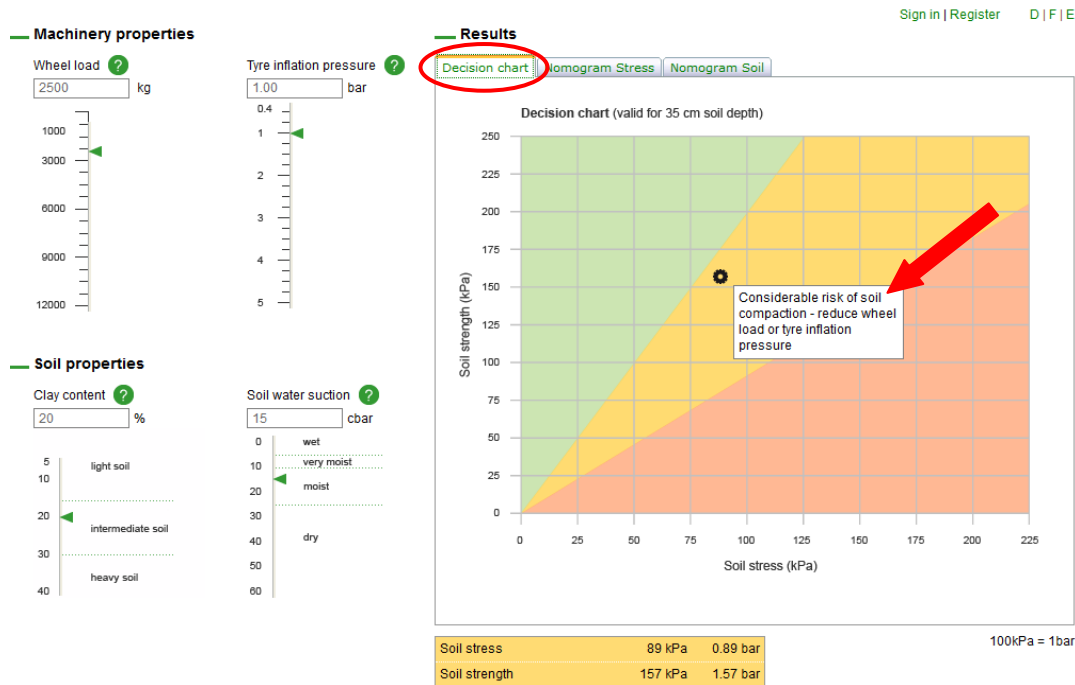 Sign in | Register D | F | E
Machinery properties
Wheel load ?
2500 kg
1000
3000
6000
9000
12000
Tyre inflation pressure ?
1.00 bar
0.4
1
2
3
4
5
Soil properties
Clay content ?
20 %
5
10
20
30
40
light soil
intermediate soil
heavy soil
Soil water suction ?
15 cbar
0
10
20
30
40
50
60
wet
very moist
moist
dry
Results
Decision chart Nomogram Stress Nomogram Soil
Decision chart (valid for 35 cm soil depth)
Soil strength (kPa)
250
225
200
175
150
125
100
75
50
25
0
Considerable risk of soil
compaction - reduce wheel
load or tyre inflation
pressure
0 25 50 75 100 125 150 175 200 225
Soil stress (kPa)
Soil stress 89 kPa 0.89 bar
Soil strength 157 kPa 1.57 bar
100kPa = 1bar